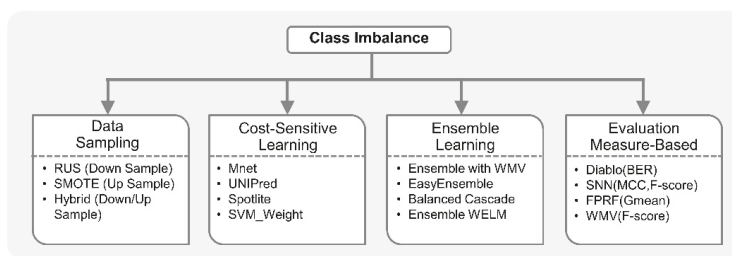 Class Imbalance
Data
Sampling
• RUS (Down Sample)
• SMOTE (Up Sample)
• Hybrid (Down/Up
Sample)
Cost-Sensitive
Learning
• Mnet
• UNIPred
• Spotlite
• SVM_Weight
Ensemble
Learning
• Ensemble with WMV
• EasyEnsemble
• Balanced Cascade
• Ensemble WELM
Evaluation
Measure-Based
• Diablo(BER)
• SNN(MCC,F-score)
• FPRF(Gmean)
• WMV(F-score)